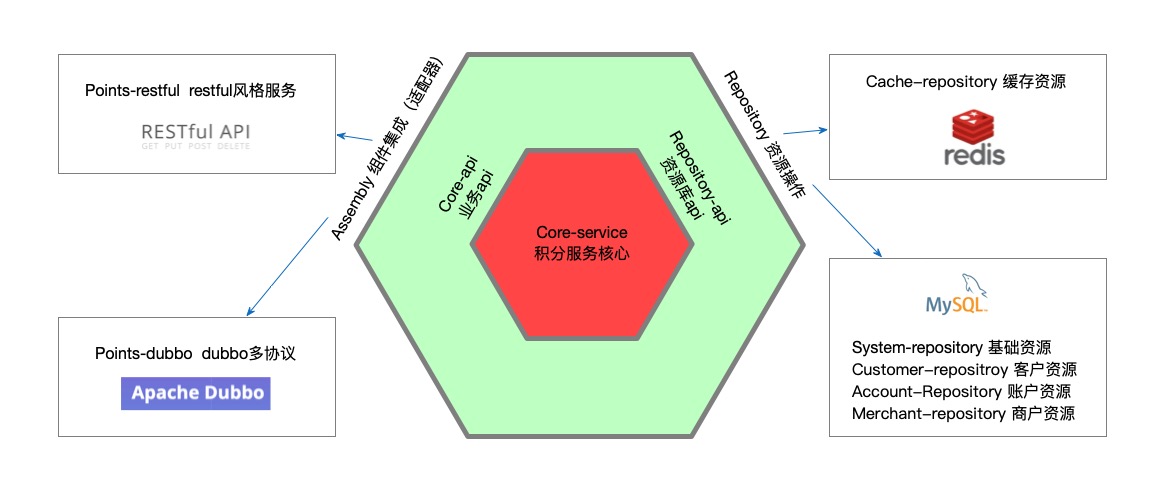 Points-restful restful风格服务
RESTful API
GET PUT POST DELETE
Assembly 组件集成（适配器）
Points-dubbo dubbo多协议
Apache Dubbo
Core-api
业务api
Core-service
积分服务核心
Repository-api
资源库api
Repository 资源操作
Cache-repository 缓存资源
redis
MySQL
System-repository 基础资源
Customer-repositroy 客户资源
Account-Repository 账户资源
Merchant-repository 商户资源